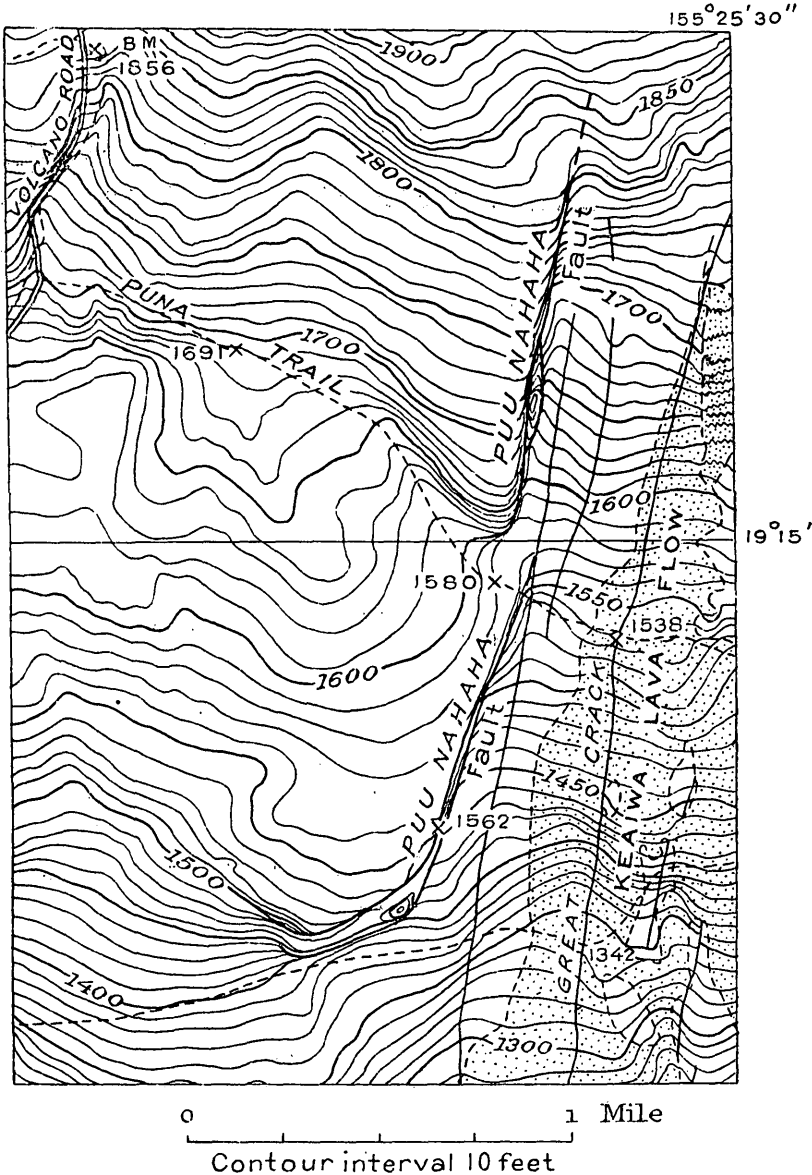 155°25'30"
BM
1856
1900
VOLCANO ROAD
1850
1800
PUU NAHAHA
Fault
PUNA
TRAIL
1700
1691
1700
1600
19°15'
FLOW
1580
1550
1538
LAVA
1600
PUU NAHAHA
Fault
CRACK
1450
KEAIWA
1562
1500
GREAT
1342
1400
1300
0 1 Mile
Contour interval 10 feet